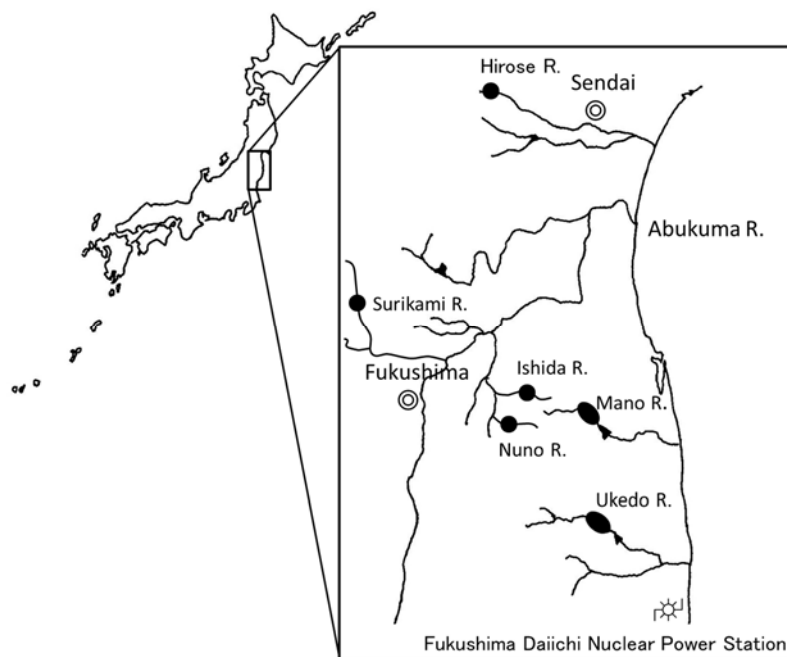 Hirose R.
Sendai
Abukuma R.
Surikami R.
Fukushima
Ishida R.
Mano R.
Nuno R.
Ukedo R.
Fukushima Daiichi Nuclear Power Station